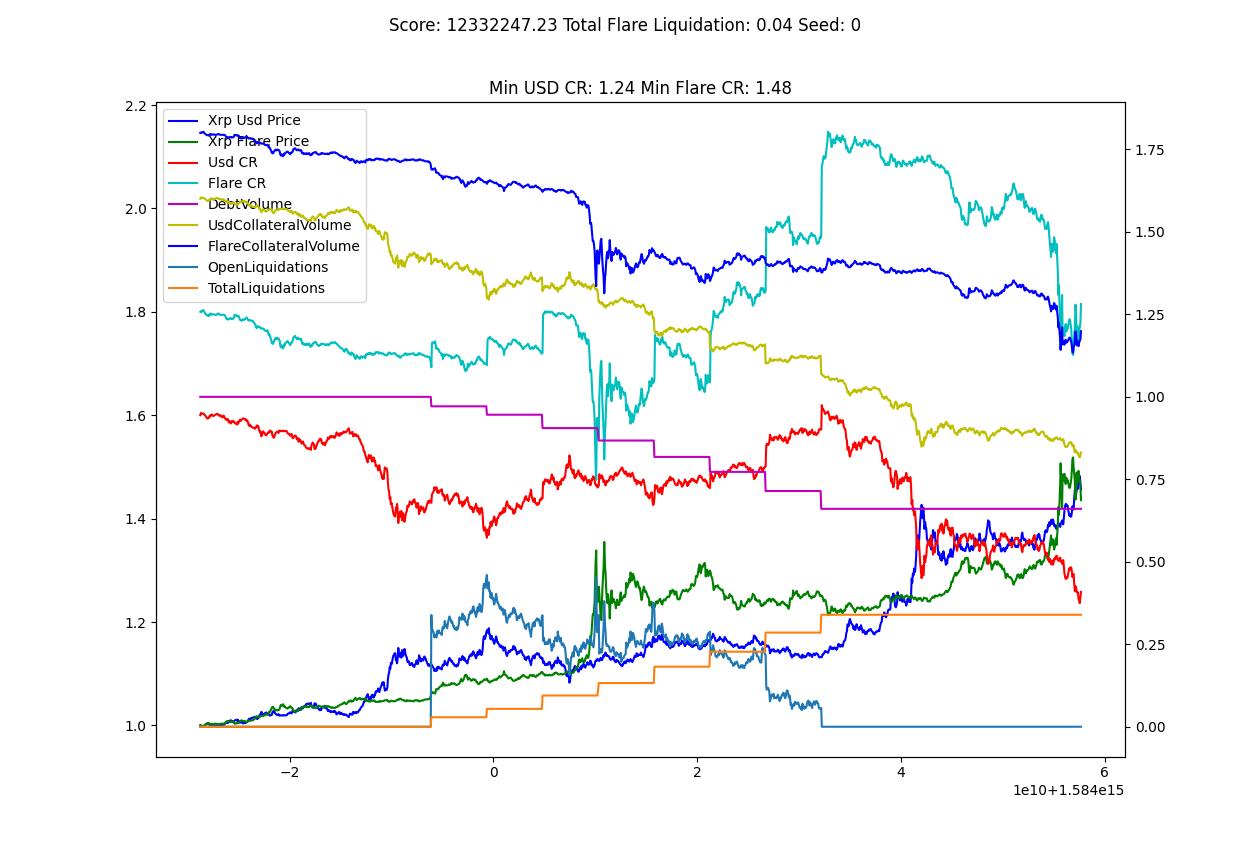 Score: 12332247.23 Total Flare Liquidation: 0.04 Seed: 0
Min USD CR: 1.24 Min Flare CR: 1.48
Xrp Usd Price
Xrp Flare Price
Usd CR
Flare CR
DebtVolume
UsdCollateralVolume
FlareCollateralVolume
OpenLiquidations
TotalLiquidations
2.2
2.0
1.8
1.6
1.4
1.2
1.0
1.75
1.50
1.25
1.00
0.75
0.50
0.25
0.00
−2 0 2 4 6
1e10+1.584e15